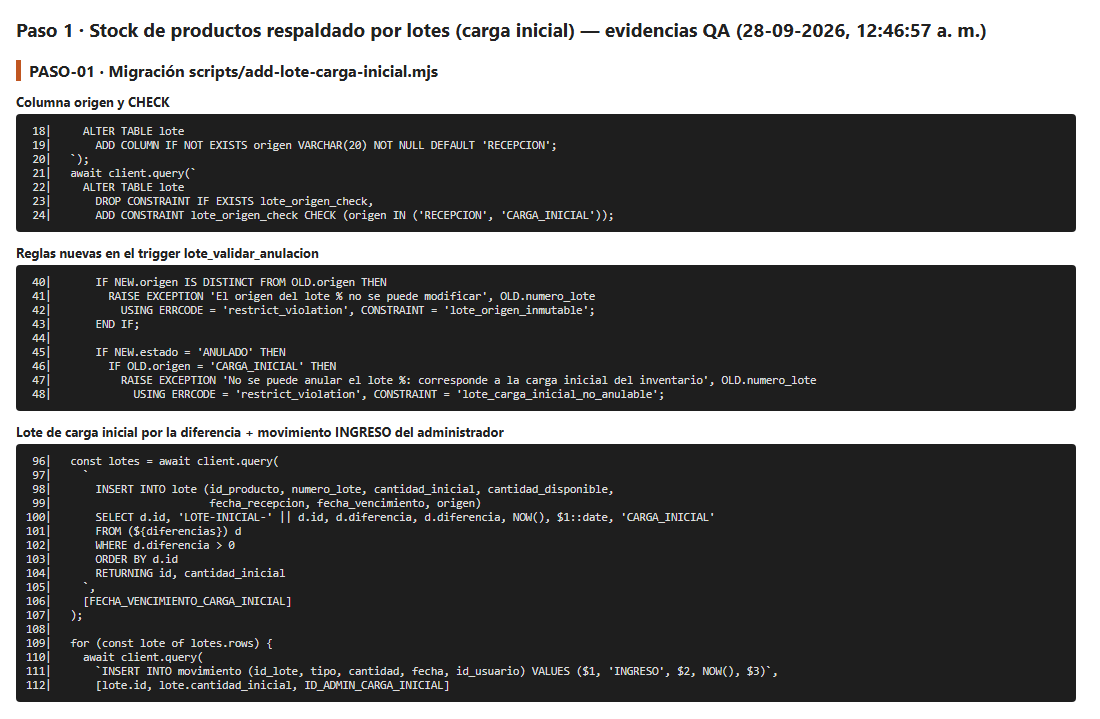 Paso 1 · Stock de productos respaldado por lotes (carga inicial) — evidencias QA (28-09-2026, 12:46:57 a. m.)
PASO-01 · Migración scripts/add-lote-carga-inicial.mjs
Columna origen y CHECK
18|     ALTER TABLE lote
19|       ADD COLUMN IF NOT EXISTS origen VARCHAR(20) NOT NULL DEFAULT 'RECEPCION';
20|   `);
21|   await client.query(`
22|     ALTER TABLE lote
23|       DROP CONSTRAINT IF EXISTS lote_origen_check,
24|       ADD CONSTRAINT lote_origen_check CHECK (origen IN ('RECEPCION', 'CARGA_INICIAL'));
Reglas nuevas en el trigger lote_validar_anulacion
40|       IF NEW.origen IS DISTINCT FROM OLD.origen THEN
41|         RAISE EXCEPTION 'El origen del lote % no se puede modificar', OLD.numero_lote
42|           USING ERRCODE = 'restrict_violation', CONSTRAINT = 'lote_origen_inmutable';
43|       END IF;
44|
45|       IF NEW.estado = 'ANULADO' THEN
46|         IF OLD.origen = 'CARGA_INICIAL' THEN
47|           RAISE EXCEPTION 'No se puede anular el lote %: corresponde a la carga inicial del inventario', OLD.numero_lote
48|             USING ERRCODE = 'restrict_violation', CONSTRAINT = 'lote_carga_inicial_no_anulable';
Lote de carga inicial por la diferencia + movimiento INGRESO del administrador
96|   const lotes = await client.query(
97|     `
98|       INSERT INTO lote (id_producto, numero_lote, cantidad_inicial, cantidad_disponible,
99|                         fecha_recepcion, fecha_vencimiento, origen)
100|       SELECT d.id, 'LOTE-INICIAL-' || d.id, d.diferencia, d.diferencia, NOW(), $1::date, 'CARGA_INICIAL'
101|       FROM (${diferencias}) d
102|       WHERE d.diferencia > 0
103|       ORDER BY d.id
104|       RETURNING id, cantidad_inicial
105|     `,
106|     [FECHA_VENCIMIENTO_CARGA_INICIAL]
107|   );
108|
109|   for (const lote of lotes.rows) {
110|     await client.query(
111|       `INSERT INTO movimiento (id_lote, tipo, cantidad, fecha, id_usuario) VALUES ($1, 'INGRESO', $2, NOW(), $3)`,
112|       [lote.id, lote.cantidad_inicial, ID_ADMIN_CARGA_INICIAL]